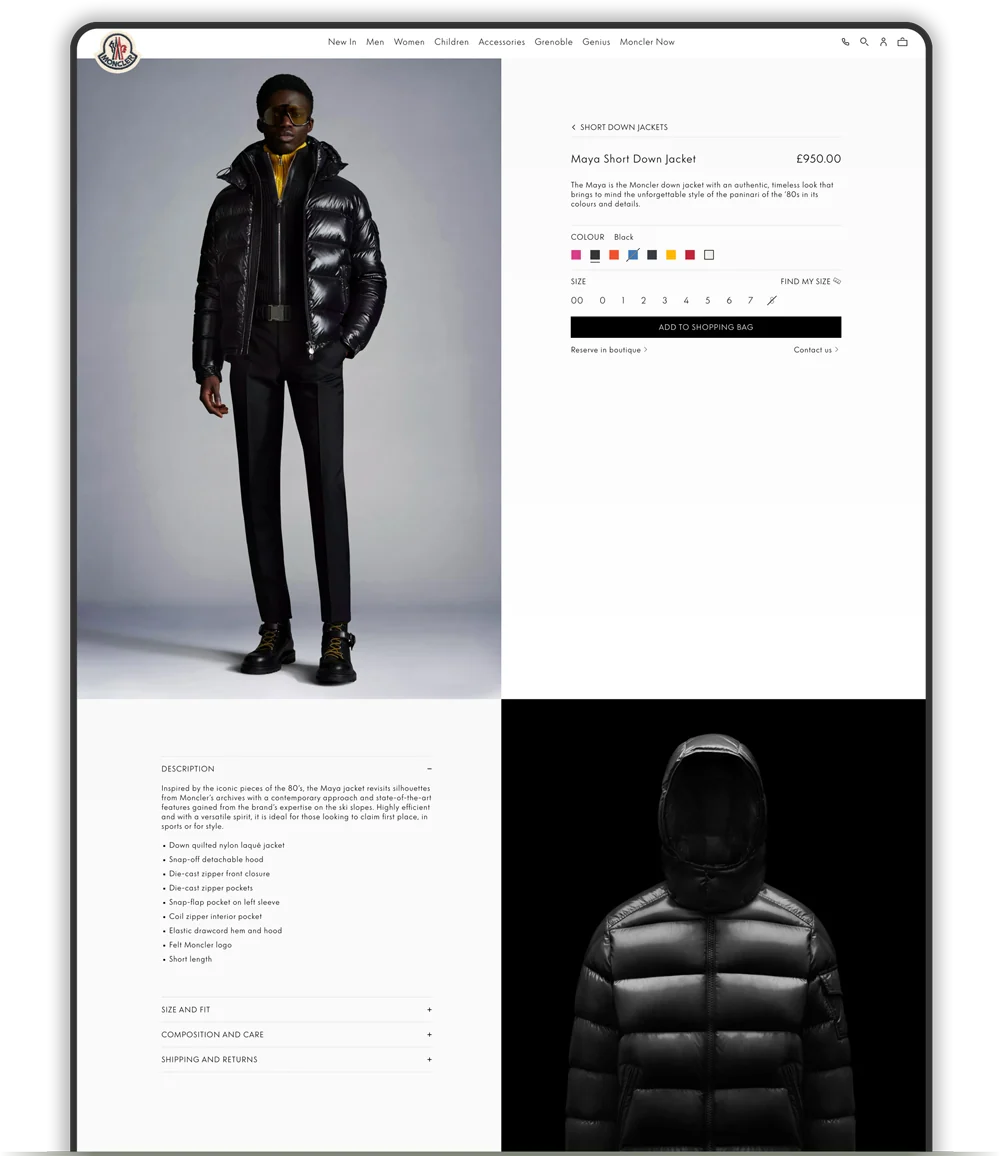 MONCLER
New In Men Women Children Accessories Grenoble Genius Moncler Now
SHORT DOWN JACKETS
Maya Short Down Jacket £950.00
The Maya is the Moncler down jacket with an authentic, timeless look that
brings to mind the unforgettable style of the paninari of the '80s in its
colours and details.
COLOUR Black
SIZE FIND MY SIZE
00 0 1 2 3 4 5 6 7 8
ADD TO SHOPPING BAG
Reserve in boutique > Contact us >
DESCRIPTION −
Inspired by the iconic pieces of the 80's, the Maya jacket revisits silhouettes
from Moncler's archives with a contemporary approach and state-of-the-art
features gained from the brand's expertise on the ski slopes. Highly efficient
and with a versatile spirit, it is ideal for those looking to claim first place, in
sports or for style.
• Down quilted nylon laquè jacket
• Snap-off detachable hood
• Die-cast zipper front closure
• Die-cast zipper pockets
• Snap-flap pocket on left sleeve
• Coil zipper interior pocket
• Elastic drawcord hem and hood
• Felt Moncler logo
• Short length
SIZE AND FIT +
COMPOSITION AND CARE +
SHIPPING AND RETURNS +